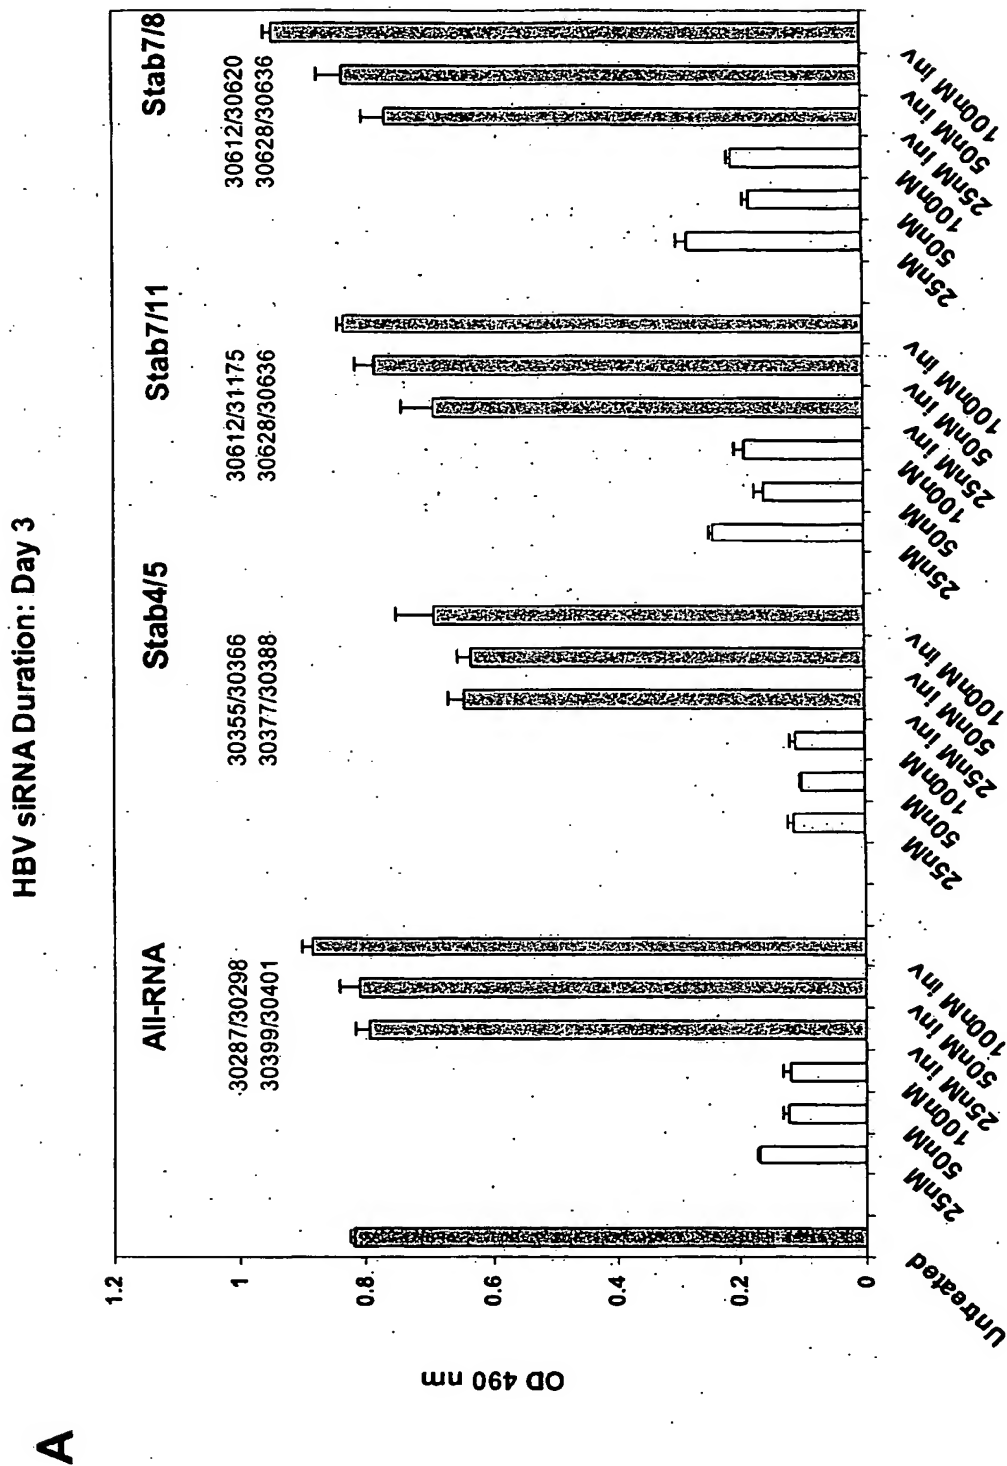 A
HBV siRNA Duration: Day 3
All-RNA
Stab4/5
Stab7/11
Stab7/8
30287/30298
30399/30401
30355/30366
30377/30388
30612/31175
30628/30636
30612/30620
30628/30636
OD 490 nm
1.2
1
0.8
0.6
0.4
0.2
0
Untreated
25nM
50nM
100nM
25nM Inv
50nM Inv
100nM Inv
25nM
50nM
100nM
25nM Inv
50nM Inv
100nM Inv
25nM
50nM
100nM
25nM Inv
50nM Inv
100nM Inv
25nM
50nM
100nM
25nM Inv
50nM Inv
100nM Inv